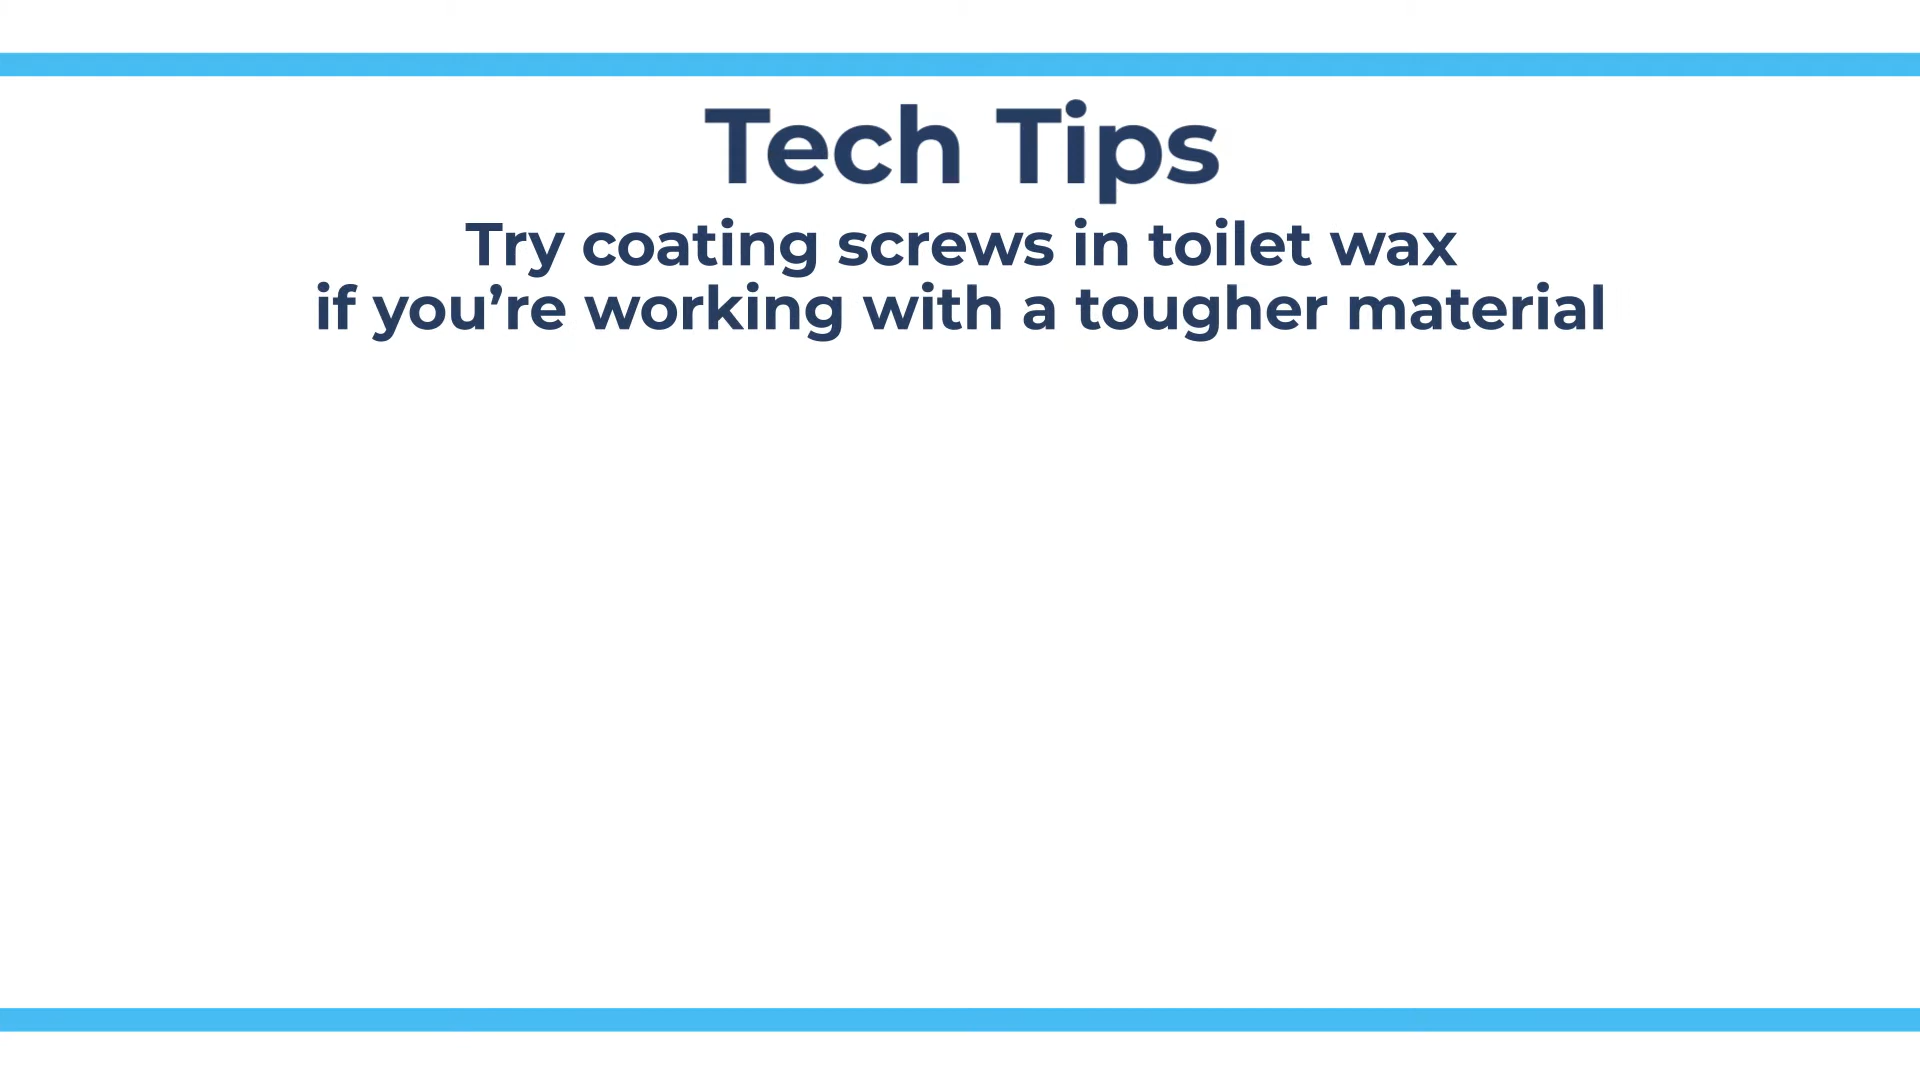 Tech Tips
Try coating screws in toilet wax
if you’re working with a tougher material